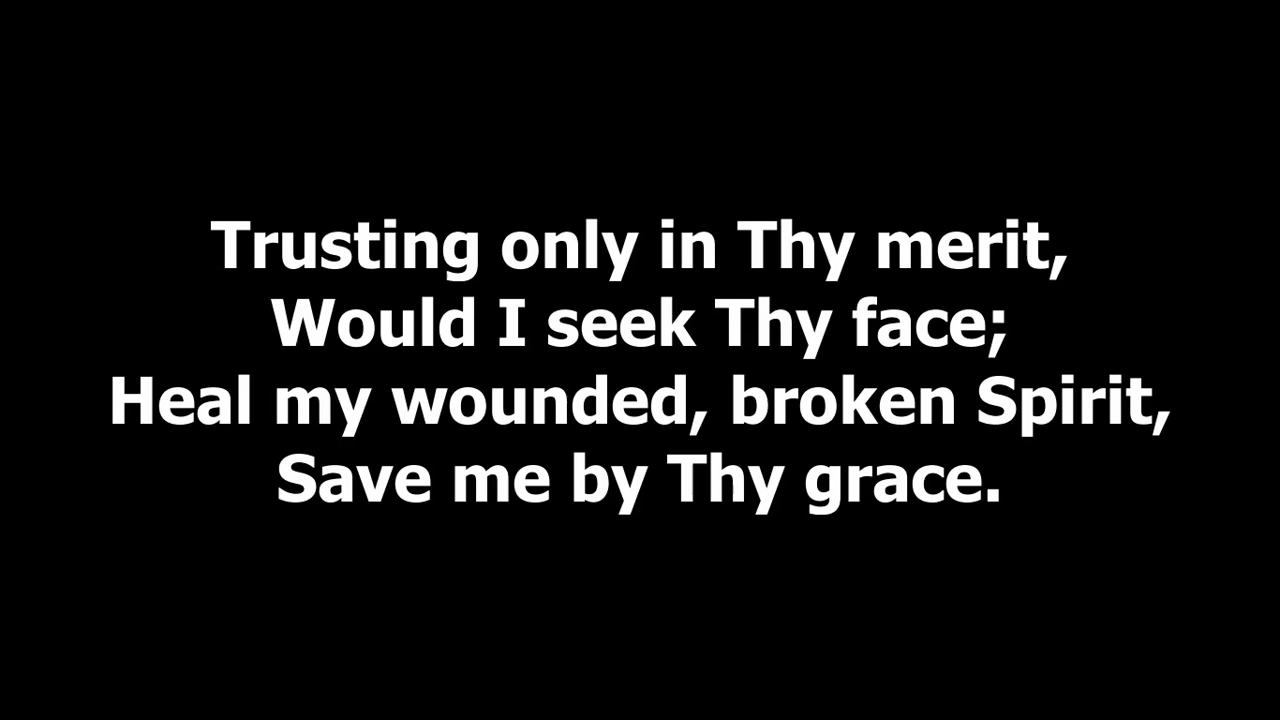 Trusting only in Thy merit,
Would I seek Thy face;
Heal my wounded, broken Spirit,
Save me by Thy grace.